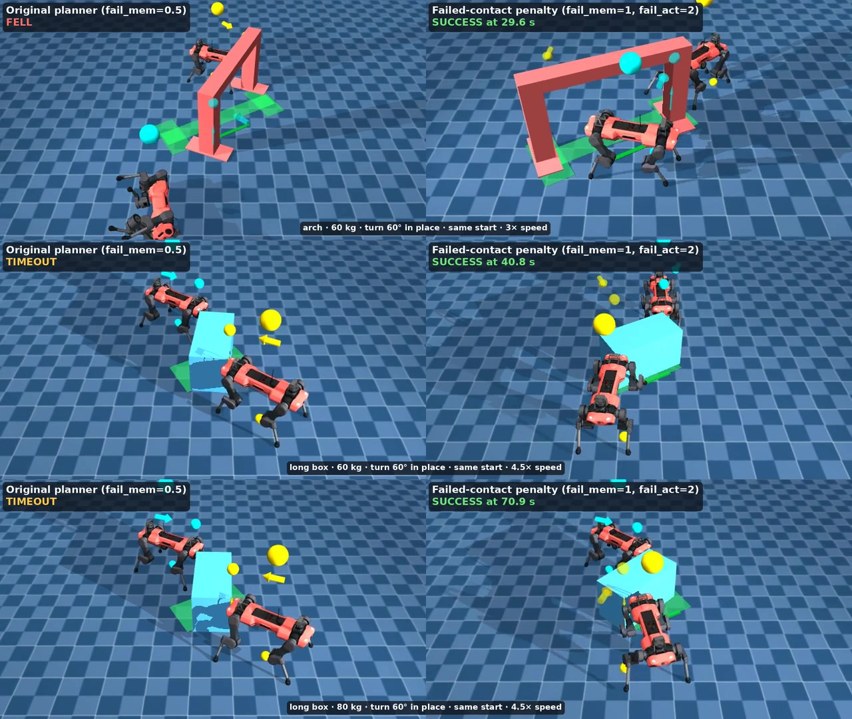 Original planner (fail_mem=0.5)
FELL
Failed-contact penalty (fail_mem=1, fail_act=2)
SUCCESS at 29.6 s
arch · 60 kg · turn 60° in place · same start · 3× speed
Original planner (fail_mem=0.5)
TIMEOUT
Failed-contact penalty (fail_mem=1, fail_act=2)
SUCCESS at 40.8 s
long box · 60 kg · turn 60° in place · same start · 4.5× speed
Original planner (fail_mem=0.5)
TIMEOUT
Failed-contact penalty (fail_mem=1, fail_act=2)
SUCCESS at 70.9 s
long box · 80 kg · turn 60° in place · same start · 4.5× speed